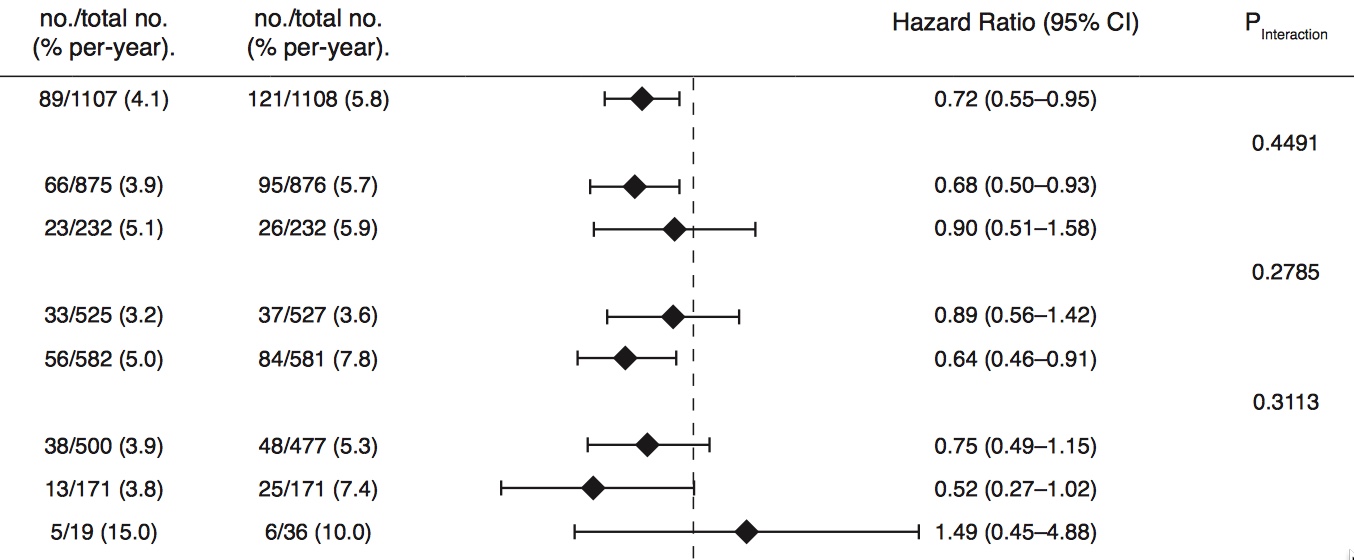 no./total no. no./total no. Hazard Ratio (95% CI) PInteraction
(% per-year). (% per-year).
89/1107 (4.1) 121/1108 (5.8) 0.72 (0.55–0.95)
0.4491
66/875 (3.9) 95/876 (5.7) 0.68 (0.50–0.93)
23/232 (5.1) 26/232 (5.9) 0.90 (0.51–1.58)
0.2785
33/525 (3.2) 37/527 (3.6) 0.89 (0.56–1.42)
56/582 (5.0) 84/581 (7.8) 0.64 (0.46–0.91)
0.3113
38/500 (3.9) 48/477 (5.3) 0.75 (0.49–1.15)
13/171 (3.8) 25/171 (7.4) 0.52 (0.27–1.02)
5/19 (15.0) 6/36 (10.0) 1.49 (0.45–4.88)